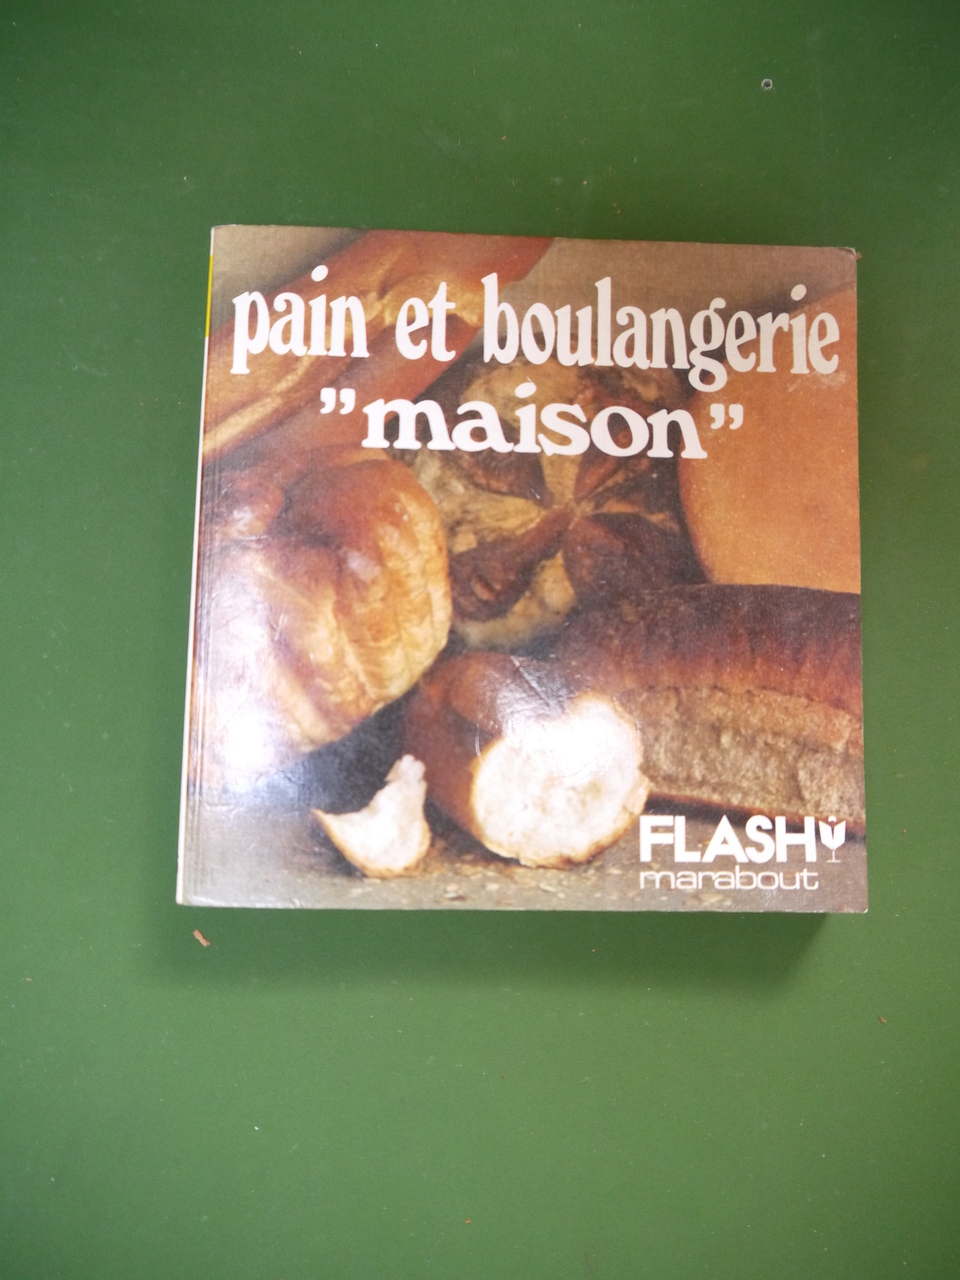 pain et boulangerie
”maison”
FLASH
marabout